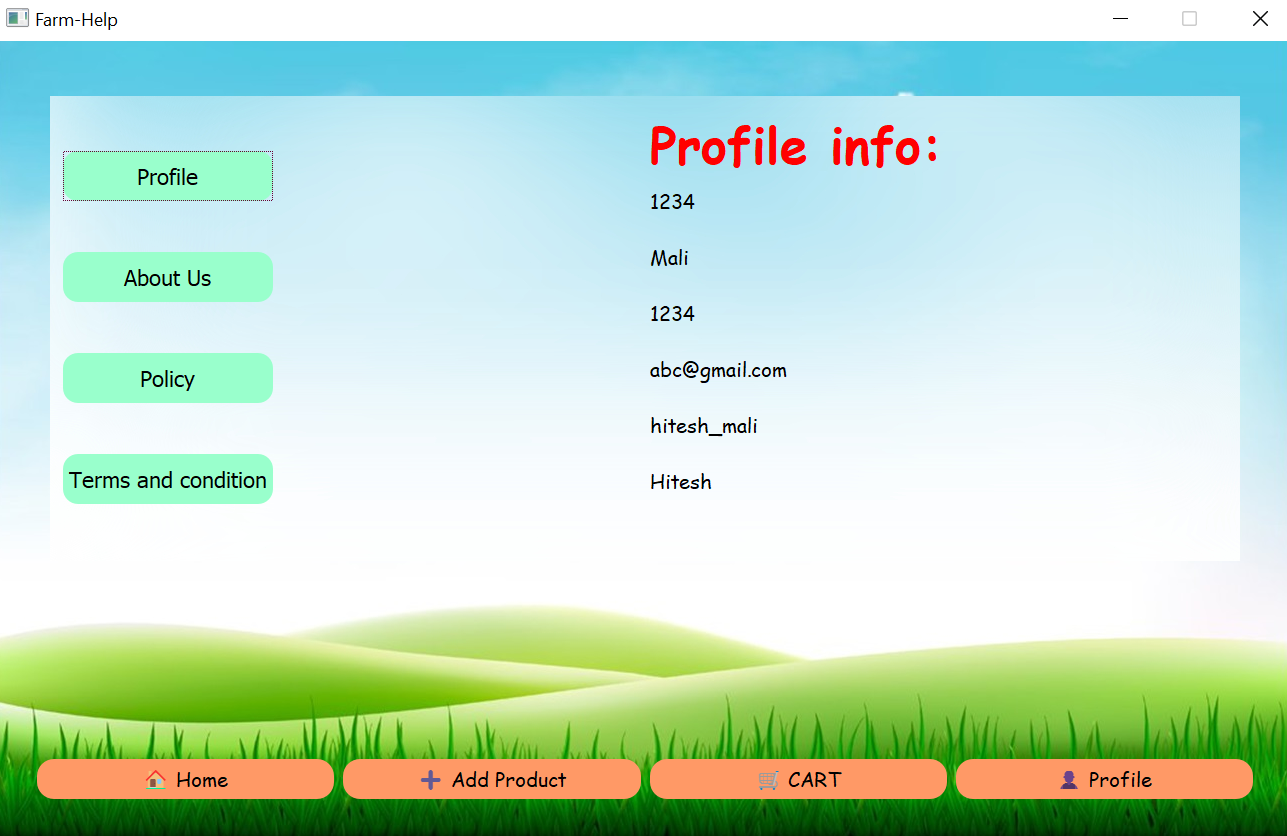 Farm-Help
Profile
About Us
Policy
Terms and condition
Profile info:
1234
Mali
1234
abc@gmail.com
hitesh_mali
Hitesh
Home
Add Product
CART
Profile